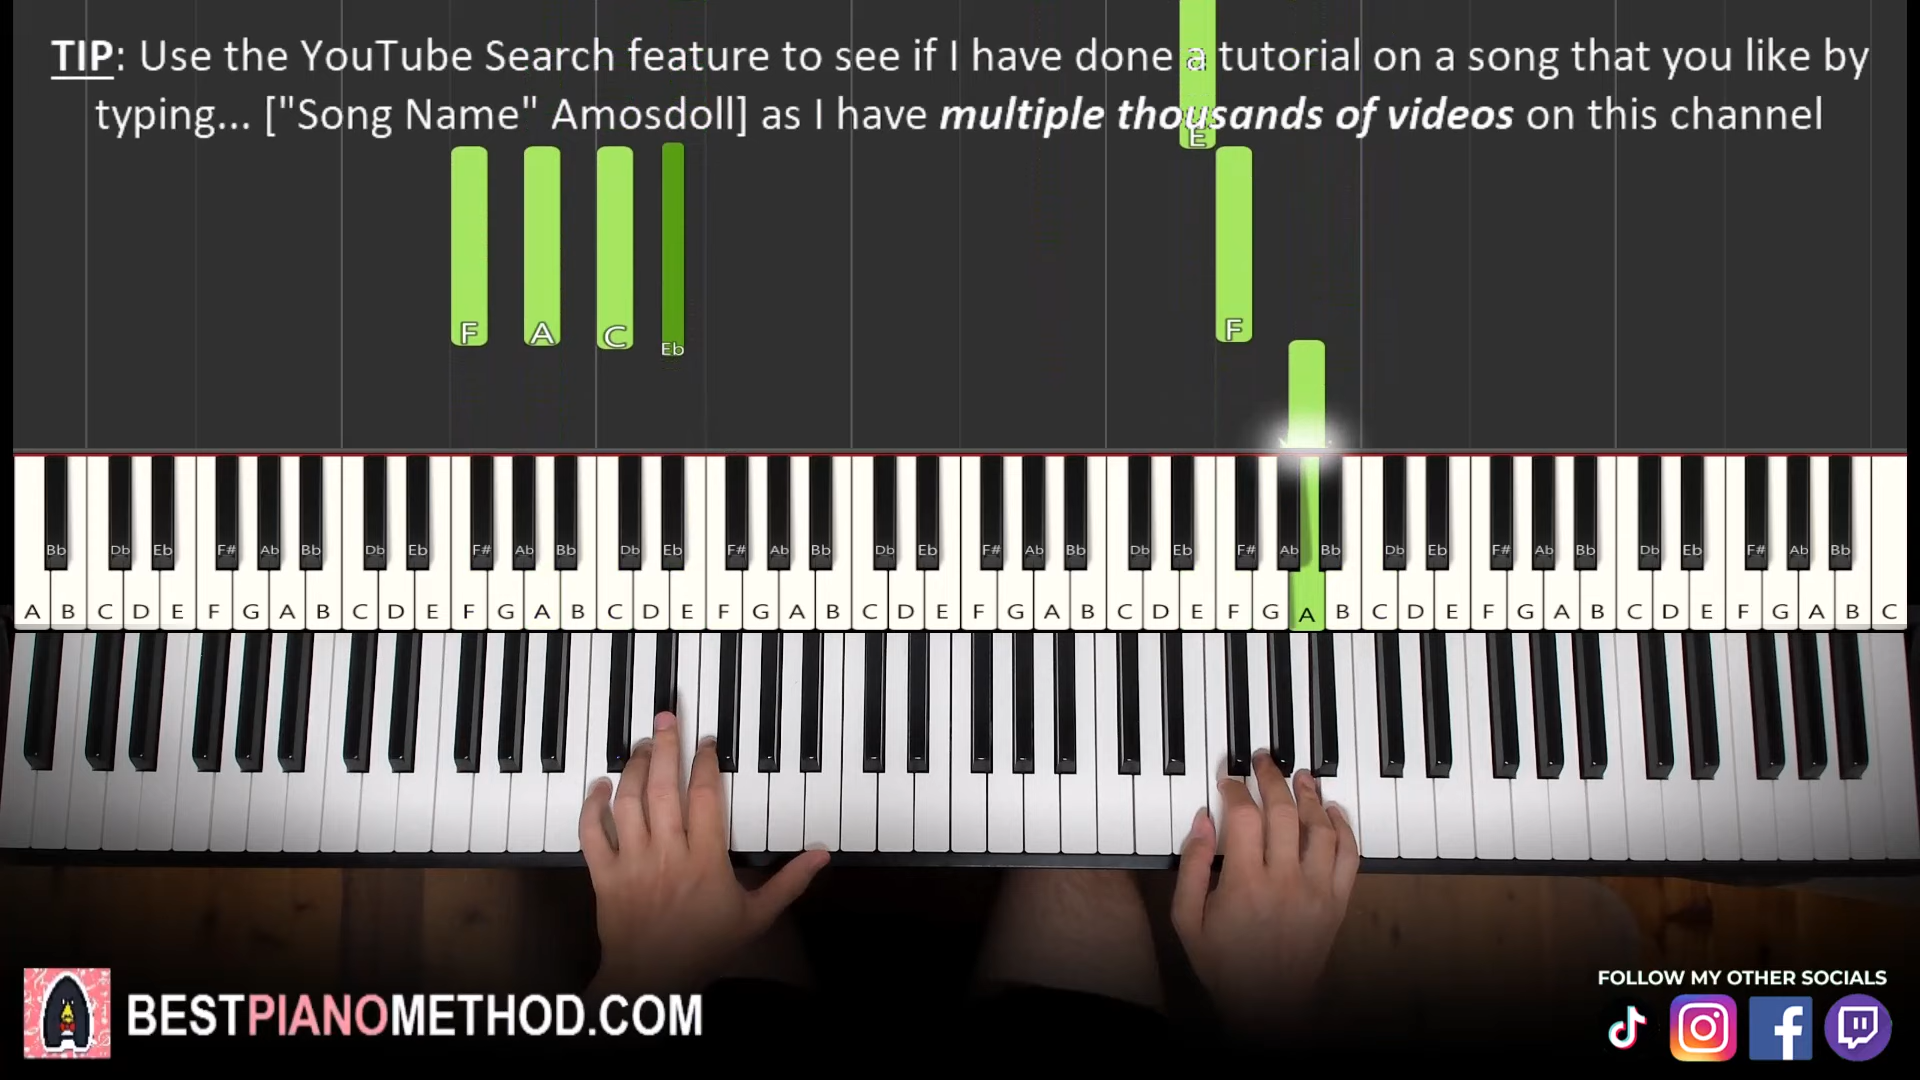 TIP: Use the YouTube Search feature to see if I have done a tutorial on a song that you like by
typing... ["Song Name" Amosdoll] as I have multiple thousands of videos on this channel
E
F A C Eb F
Bb Db Eb F# Ab Bb Db Eb F# Ab Bb Db Eb F# Ab Bb Db Eb F# Ab Bb Db Eb F# Ab Bb Db Eb F# Ab Bb Db Eb F# Ab Bb
A B C D E F G A B C D E F G A B C D E F G A B C D E F G A B C D E F G A B C D E F G A B C D E F G A B C
FOLLOW MY OTHER SOCIALS
BESTPIANOMETHOD.COM